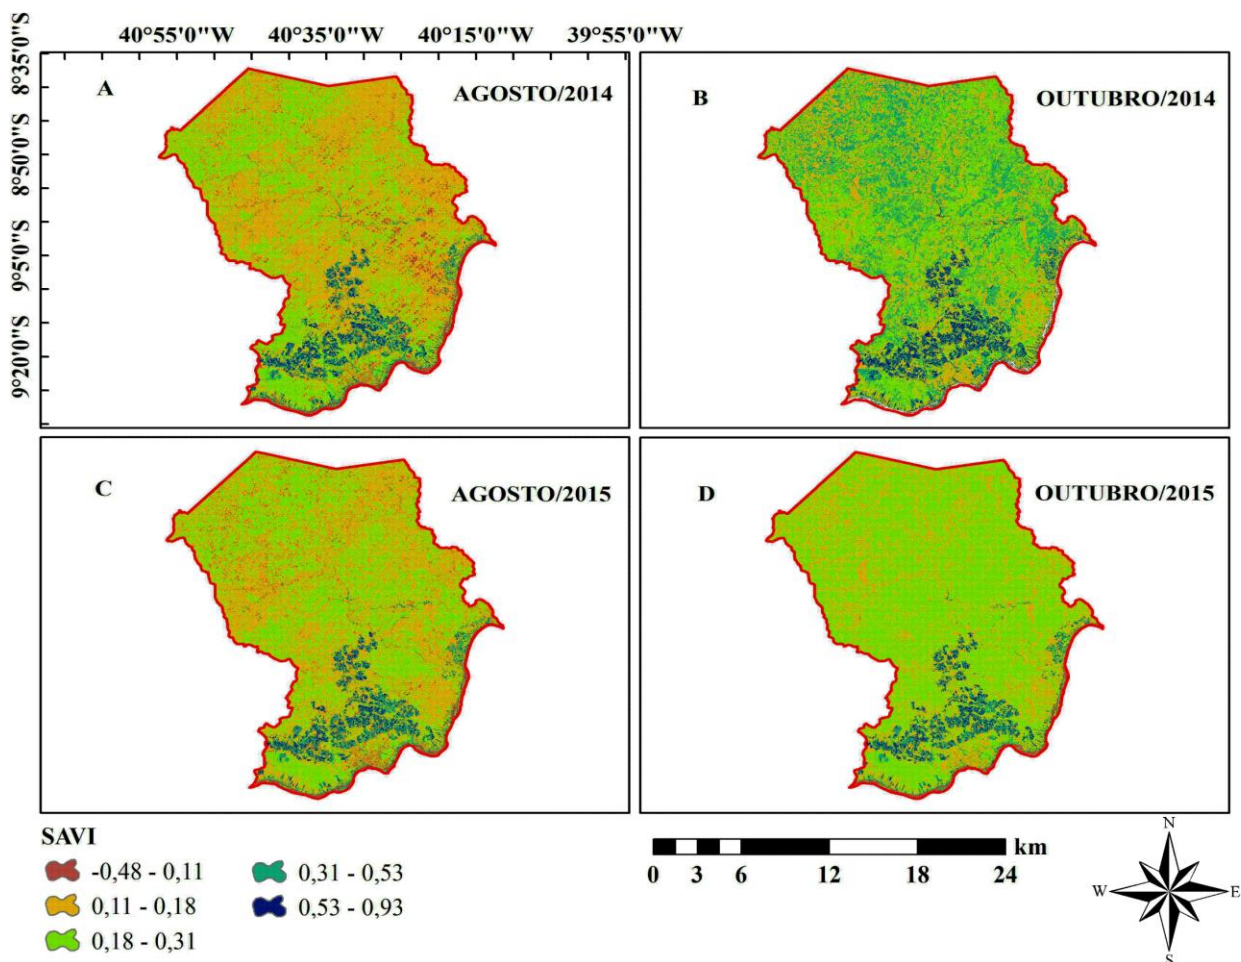 40°55'0"W 40°35'0"W 40°15'0"W 39°55'0"W
8°35'0"S
8°50'0"S
9°5'0"S
9°20'0"S
A
AGOSTO/2014
B
OUTUBRO/2014
C
AGOSTO/2015
D
OUTUBRO/2015
SAVI
-0,48 - 0,11
0,11 - 0,18
0,18 - 0,31
0,31 - 0,53
0,53 - 0,93
km
0 3 6 12 18 24
N
W E
S